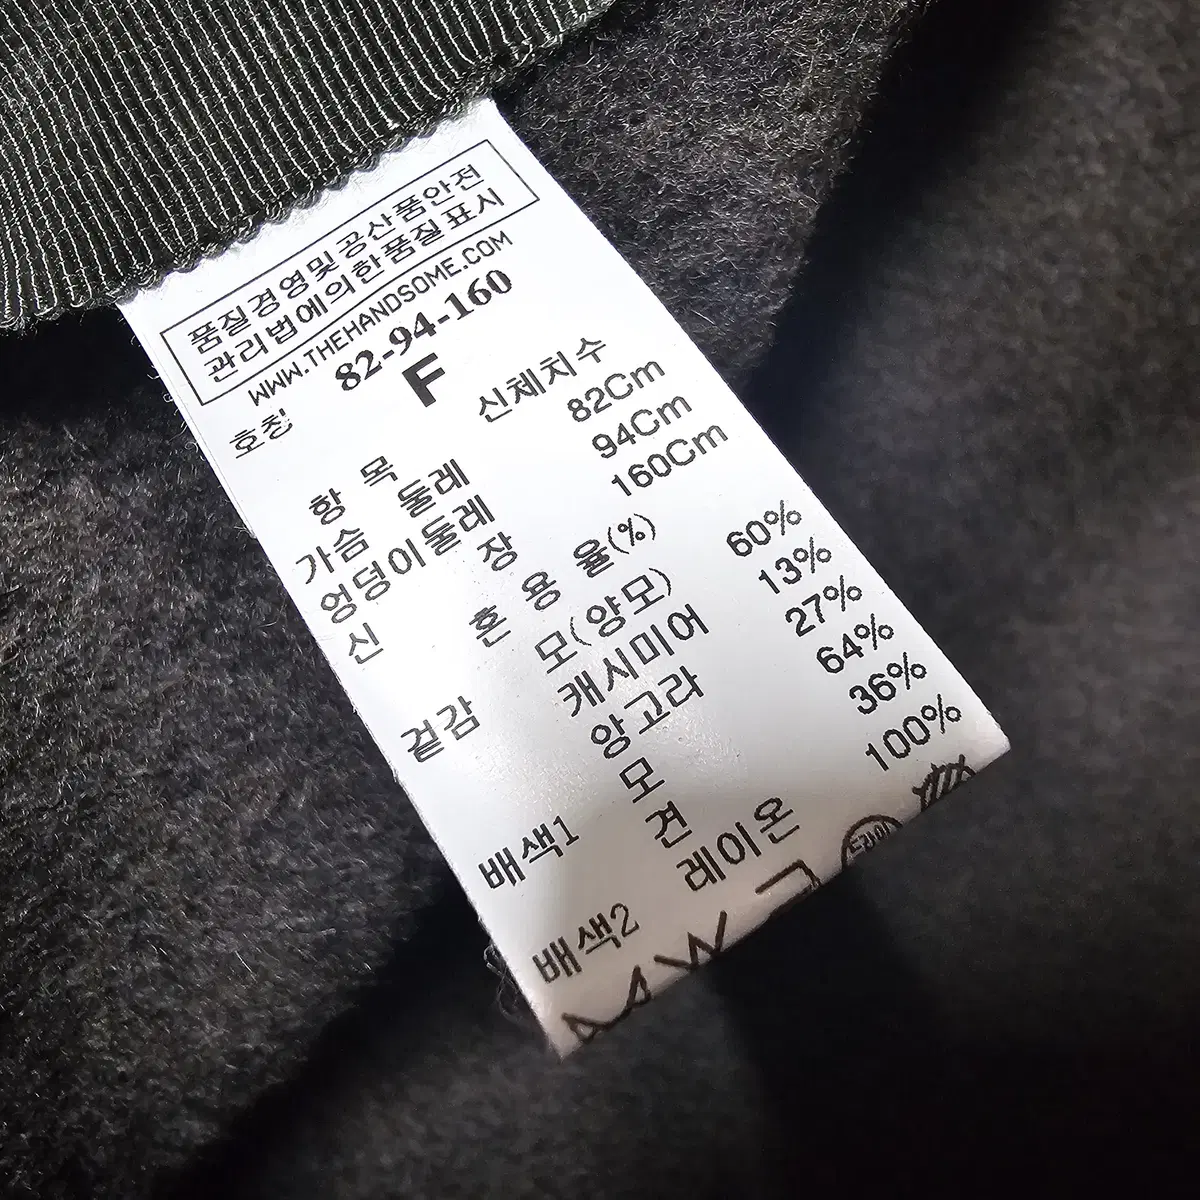 품질경영및공산품안전
관리법에의한품질표시
WWW.THEHANDSOME.COM
82-94-160
호칭 F
항 목 신체치수
가슴 둘레 82Cm
엉덩이둘레 94Cm
신 장 160Cm
혼 용 율(%)
겉감 모(양모) 60%
캐시미어 13%
앙고라 27%
배색1 모 64%
견 36%
배색2 레이온 100%
드라이